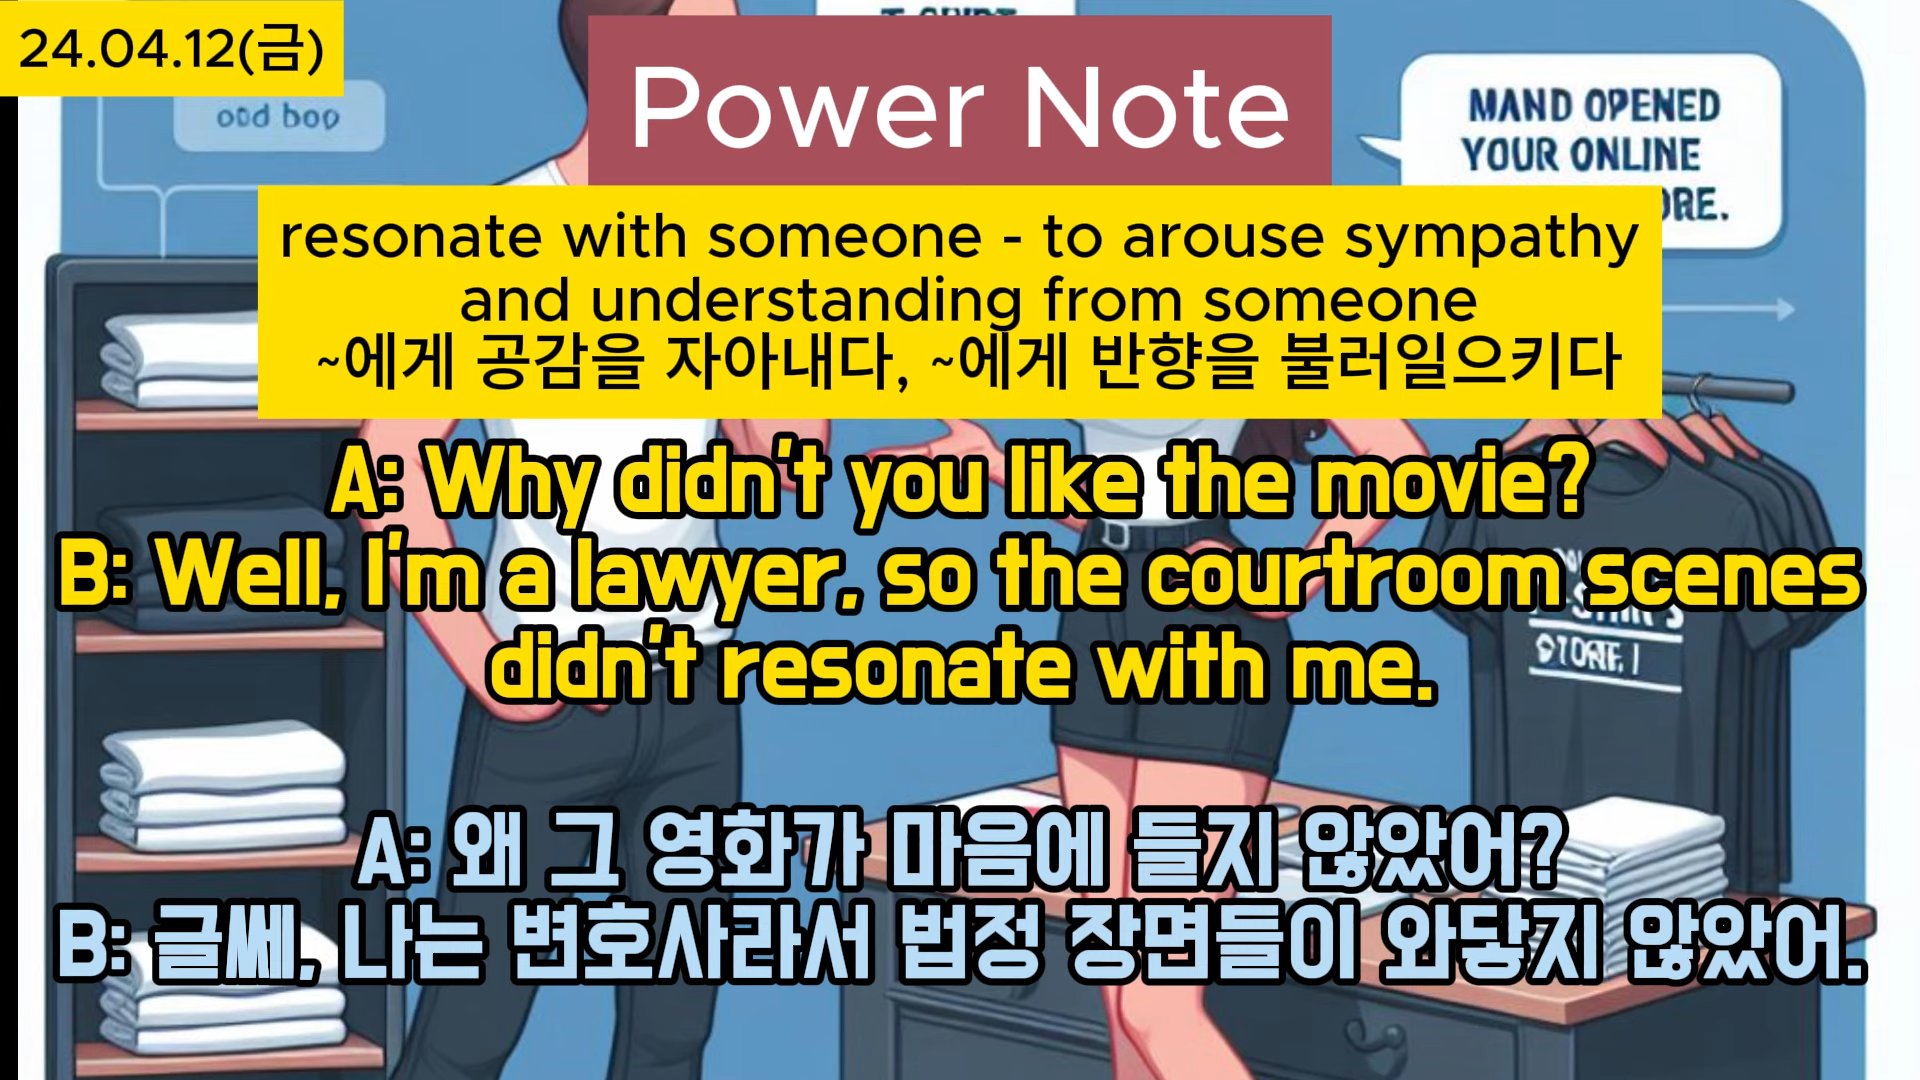 24.04.12(금)
Power Note
ood bop
MAND OPENED
YOUR ONLINE
resonate with someone - to arouse sympathy
and understanding from someone
~에게 공감을 자아내다, ~에게 반향을 불러일으키다
A: Why didn't you like the movie?
B: Well, I'm a lawyer, so the courtroom scenes
didn't resonate with me.
A: 왜 그 영화가 마음에 들지 않았어?
B: 글쎄, 나는 변호사라서 법정 장면들이 와닿지 않았어.